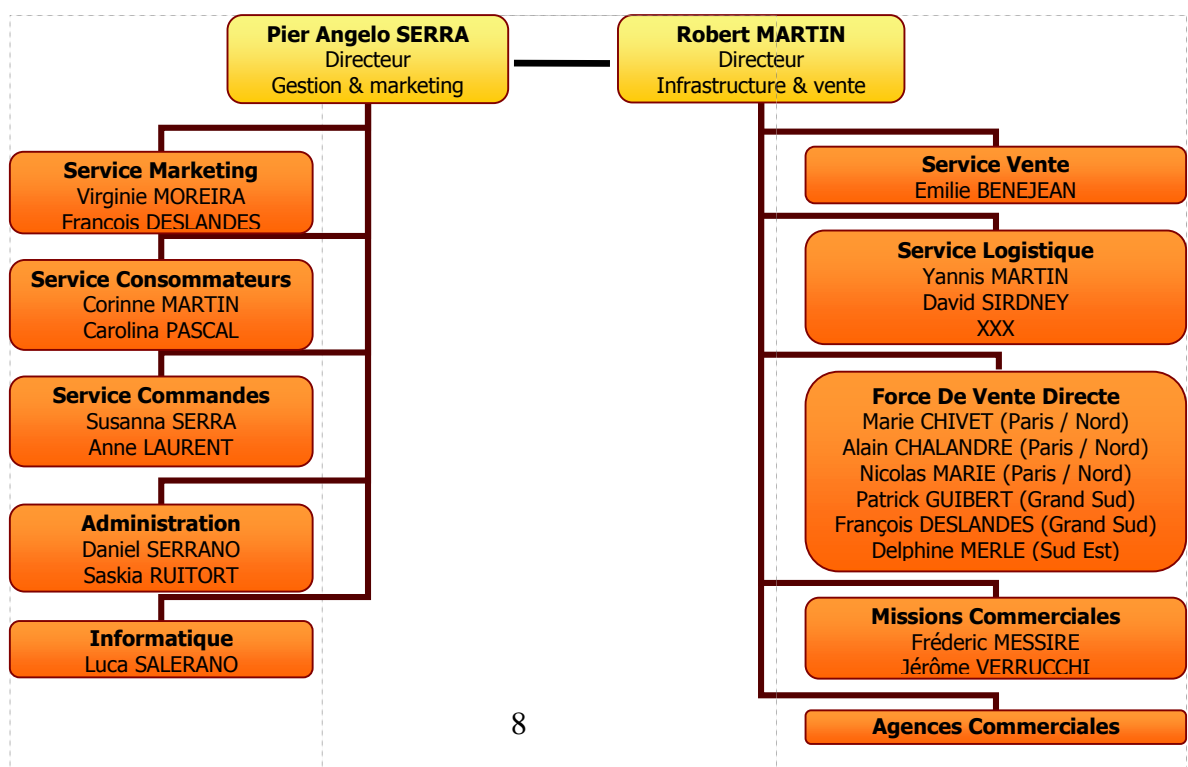 Pier Angelo SERRA
Directeur
Gestion & marketing
Robert MARTIN
Directeur
Infrastructure & vente
Service Marketing
Virginie MOREIRA
Francois DESLANDES
Service Consommateurs
Corinne MARTIN
Carolina PASCAL
Service Commandes
Susanna SERRA
Anne LAURENT
Administration
Daniel SERRANO
Saskia RUITORT
Informatique
Luca SALERANO
Service Vente
Emilie BENEJEAN
Service Logistique
Yannis MARTIN
David SIRDNEY
XXX
Force De Vente Directe
Marie CHIVET (Paris / Nord)
Alain CHALANDRE (Paris / Nord)
Nicolas MARIE (Paris / Nord)
Patrick GUIBERT (Grand Sud)
François DESLANDES (Grand Sud)
Delphine MERLE (Sud Est)
Missions Commerciales
Fréderic MESSIRE
Jérôme VERRUCCHI
Agences Commerciales
8